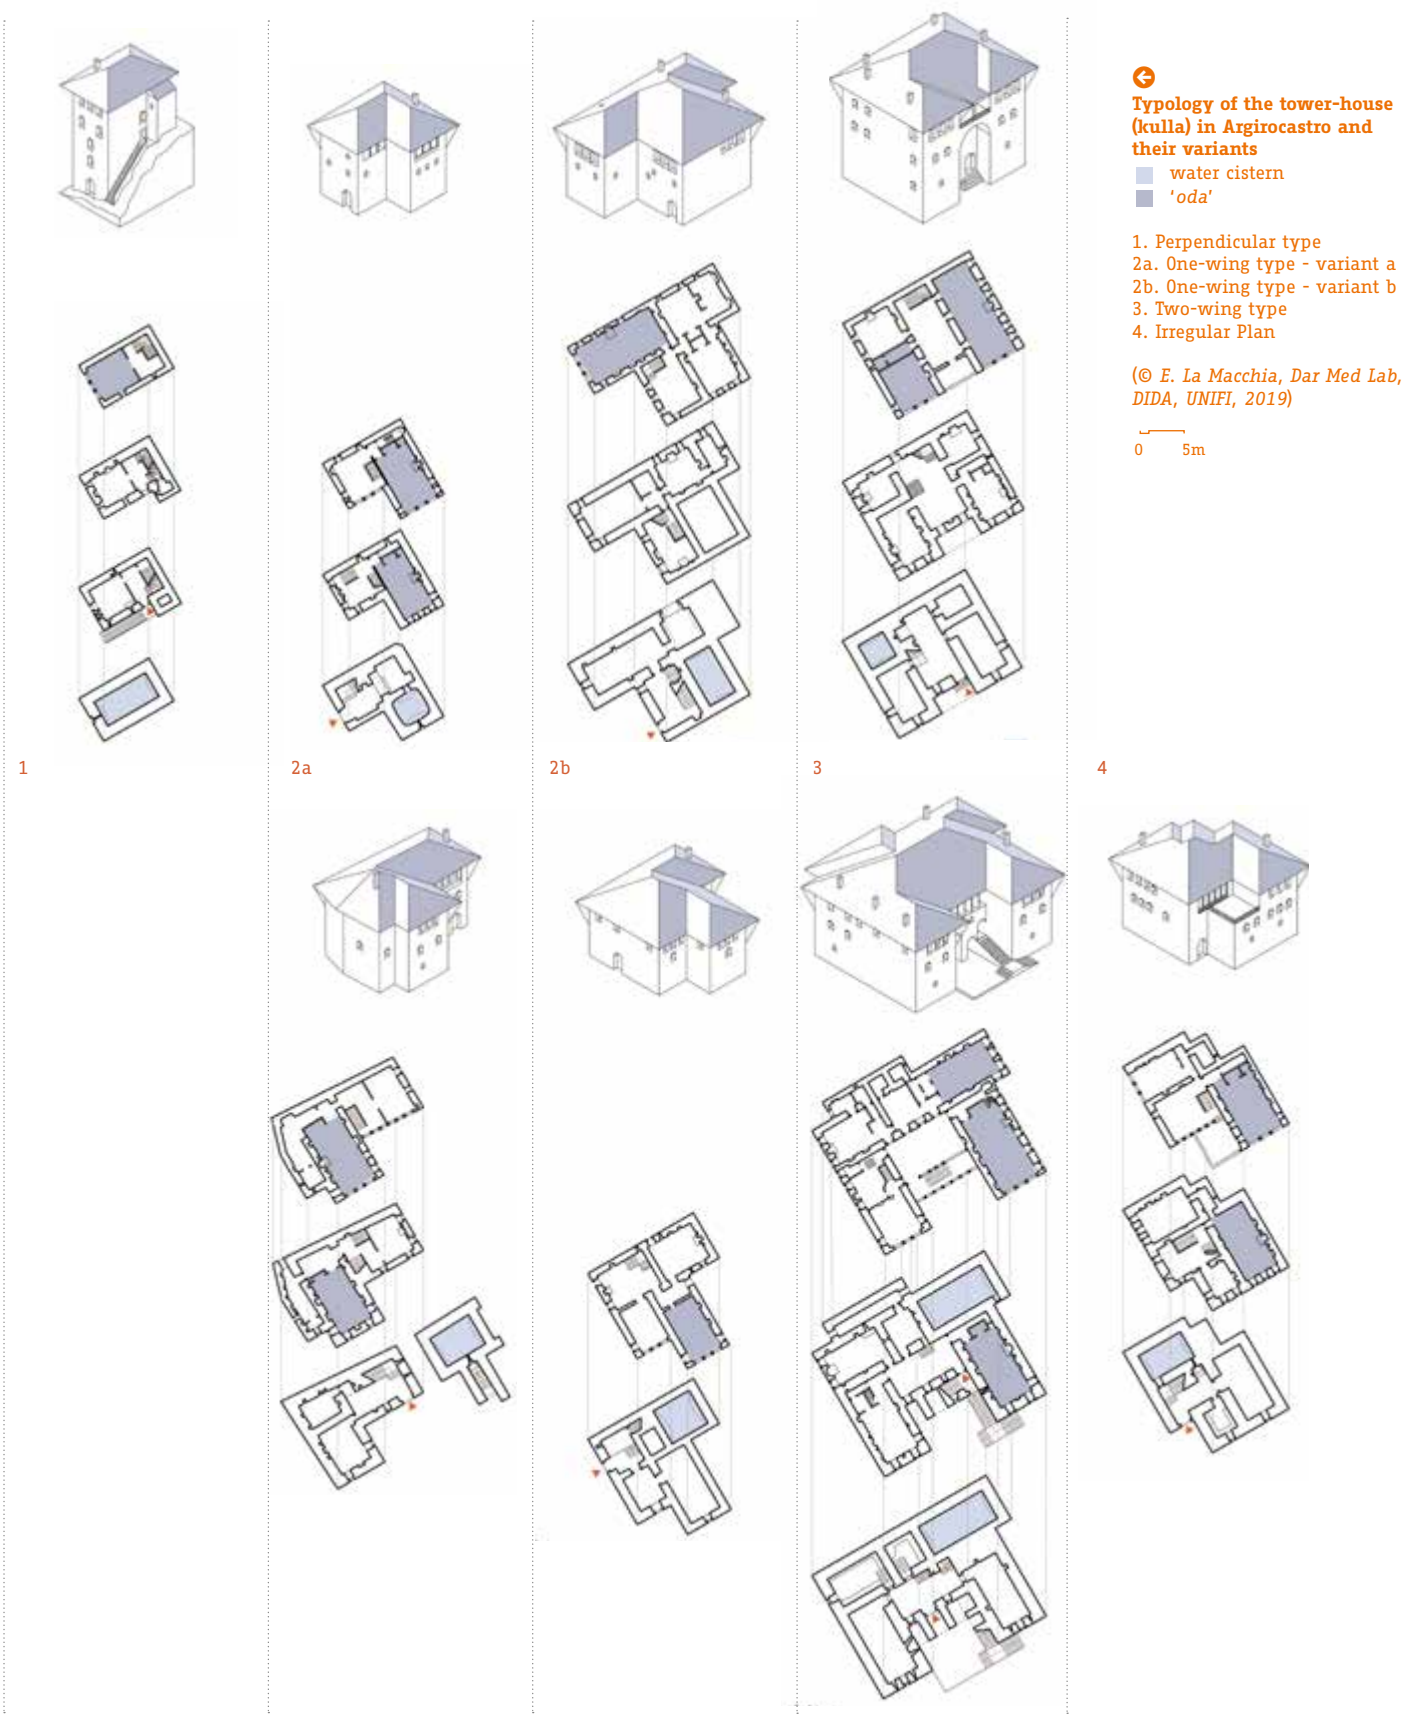 Typology of the tower-house
(kulla) in Argirocastro and
their variants
water cistern
‘oda’
1. Perpendicular type
2a. One-wing type - variant a
2b. One-wing type - variant b
3. Two-wing type
4. Irregular Plan
(© E. La Macchia, Dar Med Lab,
DIDA, UNIFI, 2019)
0 5m
1 2a 2b 3 4